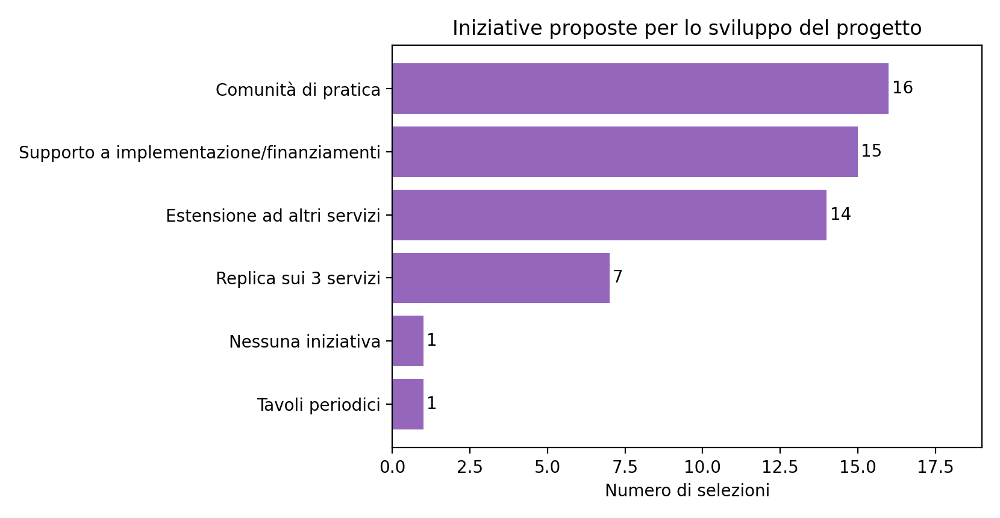 Iniziative proposte per lo sviluppo del progetto
Comunità di pratica
16
Supporto a implementazione/finanziamenti
15
Estensione ad altri servizi
14
Replica sui 3 servizi
7
Nessuna iniziativa
1
Tavoli periodici
1
0.0 2.5 5.0 7.5 10.0 12.5 15.0 17.5
Numero di selezioni